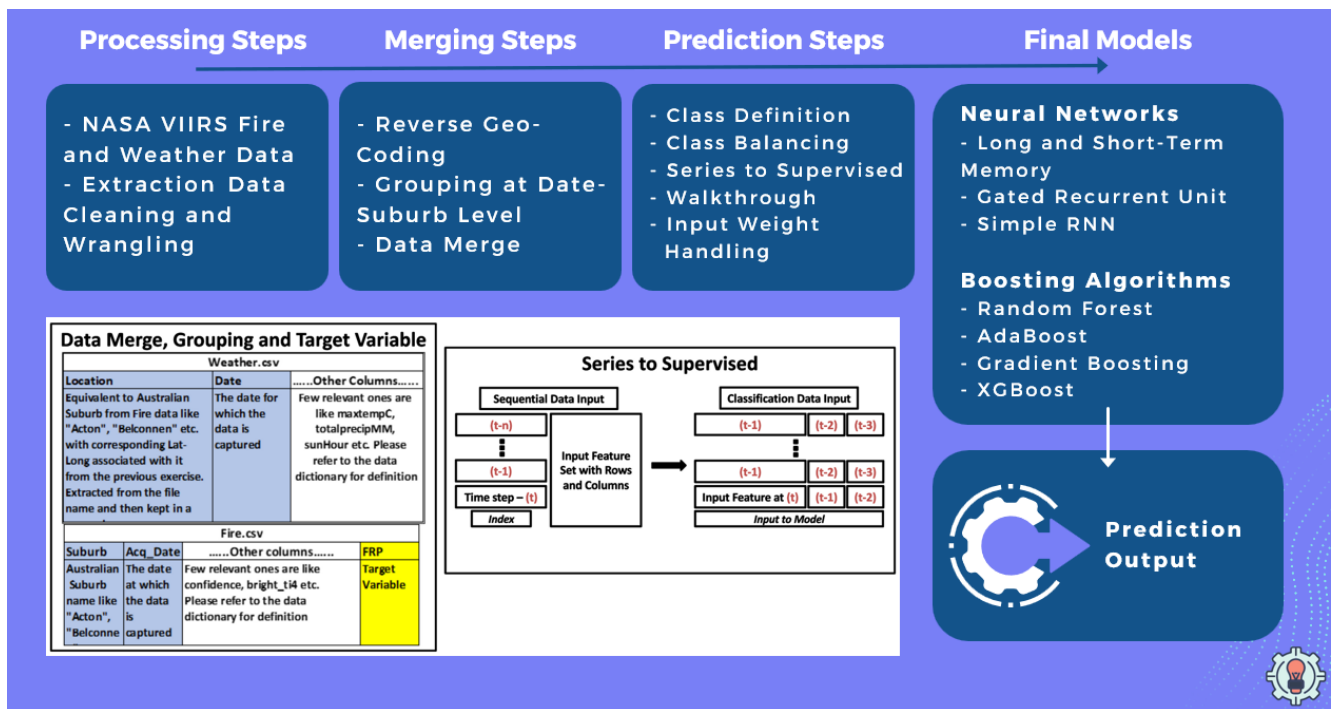 Processing Steps
Merging Steps
Prediction Steps
Final Models
- NASA VIIRS Fire
and Weather Data
- Extraction Data
Cleaning and
Wrangling
- Reverse Geo-
Coding
- Grouping at Date-
Suburb Level
- Data Merge
- Class Definition
- Class Balancing
- Series to Supervised
- Walkthrough
- Input Weight
Handling
Neural Networks
- Long and Short-Term
Memory
- Gated Recurrent Unit
- Simple RNN
Boosting Algorithms
- Random Forest
- AdaBoost
- Gradient Boosting
- XGBoost
Prediction
Output
Data Merge, Grouping and Target Variable
Weather.csv
Location
Equivalent to Australian
Suburb from Fire data like
"Acton", "Belconnen" etc.
with corresponding Lat-
Long associated with it
from the previous exercise.
Extracted from the file
name and then kept in a
Date
The date for
which the
data is
captured
......Other Columns......
Few relevant ones are
like maxtempC,
totalprecipMM,
sunHour etc. Please
refer to the data
dictionary for definition
Fire.csv
Suburb
Australian
Suburb
name like
"Acton",
"Belconne
Acq_Date
The date
at which
the data
is
captured
......Other columns......
Few relevant ones are like
confidence, bright_ti4 etc.
Please refer to the data
dictionary for definition
FRP
Target
Variable
Series to Supervised
Sequential Data Input
(t-n)
(t-1)
Time step – (t)
Index
Input Feature
Set with Rows
and Columns
Classification Data Input
(t-1) (t-2) (t-3)
(t-1) (t-2) (t-3)
Input Feature at (t) (t-1) (t-2)
Input to Model